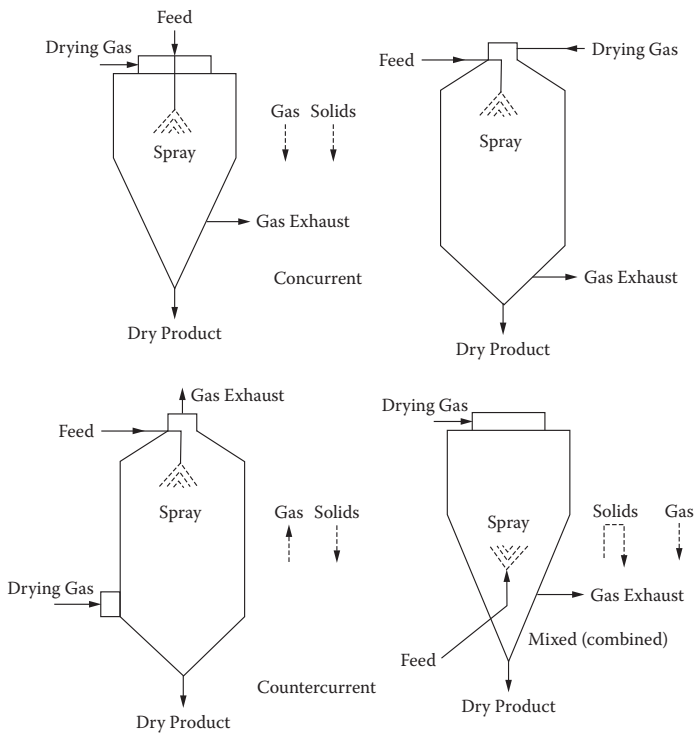 Feed
Drying Gas
Gas Solids
Spray
Gas Exhaust
Concurrent
Dry Product
Drying Gas
Feed
Spray
Gas Exhaust
Dry Product
Gas Exhaust
Feed
Spray
Gas Solids
Drying Gas
Countercurrent
Dry Product
Drying Gas
Spray
Solids Gas
Gas Exhaust
Mixed (combined)
Feed
Dry Product